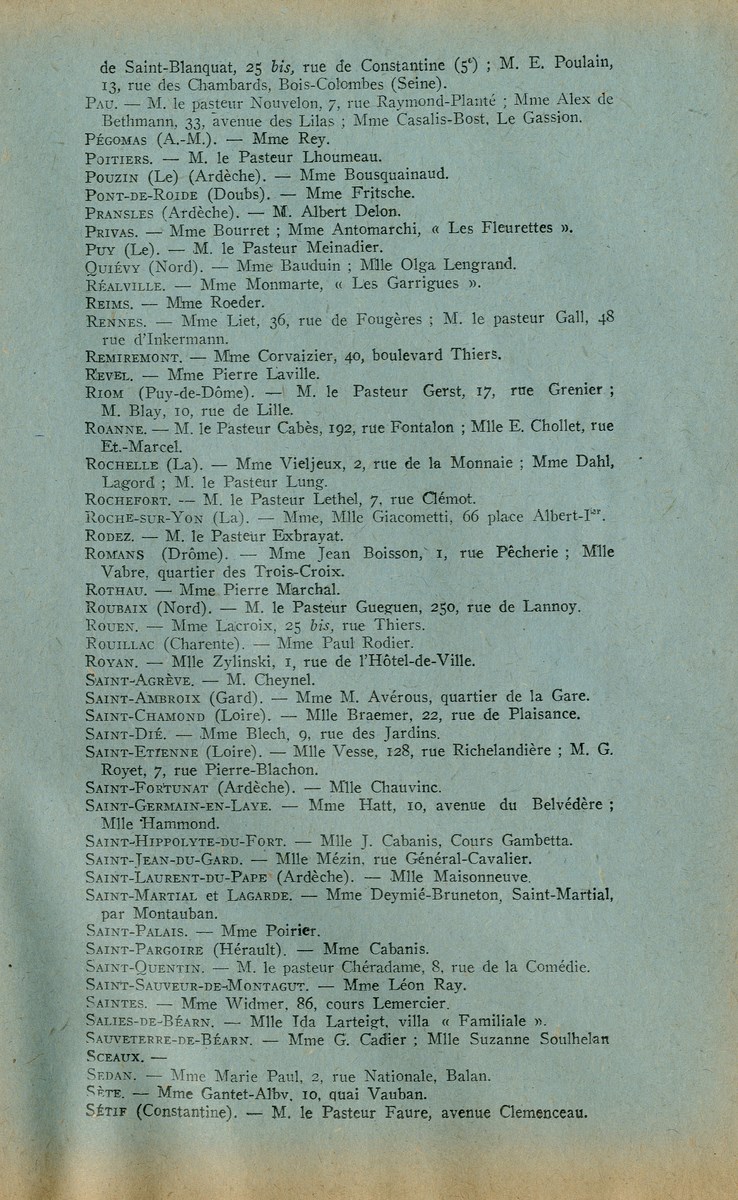 de Saint-Blanquat, 25 bis, rue de Constantine (5e) ; M. E. Poulain,
13, rue des Chambards, Bois-Colombes (Seine).
PAU. — M. le pasteur Nouvelon, 7, rue Raymond-Planté ; Mme Alex de
Bethmann, 33, avenue des Lilas ; Mme Casalis-Bost, Le Gassion.
PÉGOMAS (A.-M.). — Mme Rey.
POITIERS. — M. le Pasteur Lhoumeau.
POUZIN (Le) (Ardèche). — Mme Bousquainaud.
PONT-DE-ROIDE (Doubs). — Mme Fritsche.
PRANSLES (Ardèche). — M. Albert Delon.
PRIVAS. — Mme Bourret ; Mme Antomarchi, « Les Fleurettes ».
PUY (Le). — M. le Pasteur Meinadier.
QUIÉVY (Nord). — Mme Bauduin ; Mlle Olga Lengrand.
RÉALVILLE. — Mme Monmarte, « Les Garrigues ».
REIMS. — Mme Roeder.
RENNES. — Mme Liet, 36, rue de Fougères ; M. le pasteur Gall, 48
rue d'Inkermann.
REMIREMONT. — Mme Corvaizier, 40, boulevard Thiers.
REVEL. — Mme Pierre Laville.
RIOM (Puy-de-Dôme). — M. le Pasteur Gerst, 17, rue Grenier ;
M. Blay, 10, rue de Lille.
ROANNE. — M. le Pasteur Cabès, 192, rue Fontalon ; Mlle E. Chollet, rue
Et.-Marcel.
ROCHELLE (La). — Mme Vieljeux, 2, rue de la Monnaie ; Mme Dahl,
Lagord ; M. le Pasteur Lung.
ROCHEFORT. — M. le Pasteur Lethel, 7, rue Clémot.
ROCHE-SUR-YON (La). — Mme, Mlle Giacometti, 66 place Albert-Ier.
RODEZ. — M. le Pasteur Exbrayat.
ROMANS (Drôme). — Mme Jean Boisson, 1, rue Pêcherie ; Mlle
Vabre, quartier des Trois-Croix.
ROTHAU. — Mme Pierre Marchal.
ROUBAIX (Nord). — M. le Pasteur Gueguen, 250, rue de Lannoy.
ROUEN. — Mme Lacroix, 25 bis, rue Thiers.
ROUILLAC (Charente). — Mme Paul Rodier.
ROYAN. — Mlle Zylinski, 1, rue de l'Hôtel-de-Ville.
SAINT-AGRÈVE. — M. Cheynel.
SAINT-AMBROIX (Gard). — Mme M. Avérous, quartier de la Gare.
SAINT-CHAMOND (Loire). — Mlle Braemer, 22, rue de Plaisance.
SAINT-DIÉ. — Mme Blech, 9, rue des Jardins.
SAINT-ETIENNE (Loire). — Mlle Vesse, 128, rue Richelandière ; M. G.
Royet, 7, rue Pierre-Blachon.
SAINT-FORTUNAT (Ardèche). — Mlle Chauvinc.
SAINT-GERMAIN-EN-LAYE. — Mme Hatt, 10, avenue du Belvédère ;
Mlle Hammond.
SAINT-HIPPOLYTE-DU-FORT. — Mlle J. Cabanis, Cours Gambetta.
SAINT-JEAN-DU-GARD. — Mlle Mézin, rue Général-Cavalier.
SAINT-LAURENT-DU-PAPE (Ardèche). — Mlle Maisonneuve.
SAINT-MARTIAL et LAGARDE. — Mme Deymié-Bruneton, Saint-Martial,
par Montauban.
SAINT-PALAIS. — Mme Poirier.
SAINT-PARGOIRE (Hérault). — Mme Cabanis.
SAINT-QUENTIN. — M. le pasteur Chéradame, 8, rue de la Comédie.
SAINT-SAUVEUR-DE-MONTAGUT. — Mme Léon Ray.
SAINTES. — Mme Widmer, 86, cours Lemercier.
SALIES-DE-BÉARN. — Mlle Ida Larteigt, villa « Familiale ».
SAUVETERRE-DE-BÉARN. — Mme G. Cadier ; Mlle Suzanne Soulhelan
SCEAUX. —
SEDAN. — Mme Marie Paul, 2, rue Nationale, Balan.
SÈTE. — Mme Gantet-Alby, 10, quai Vauban.
SÉTIF (Constantine). — M. le Pasteur Faure, avenue Clemenceau.